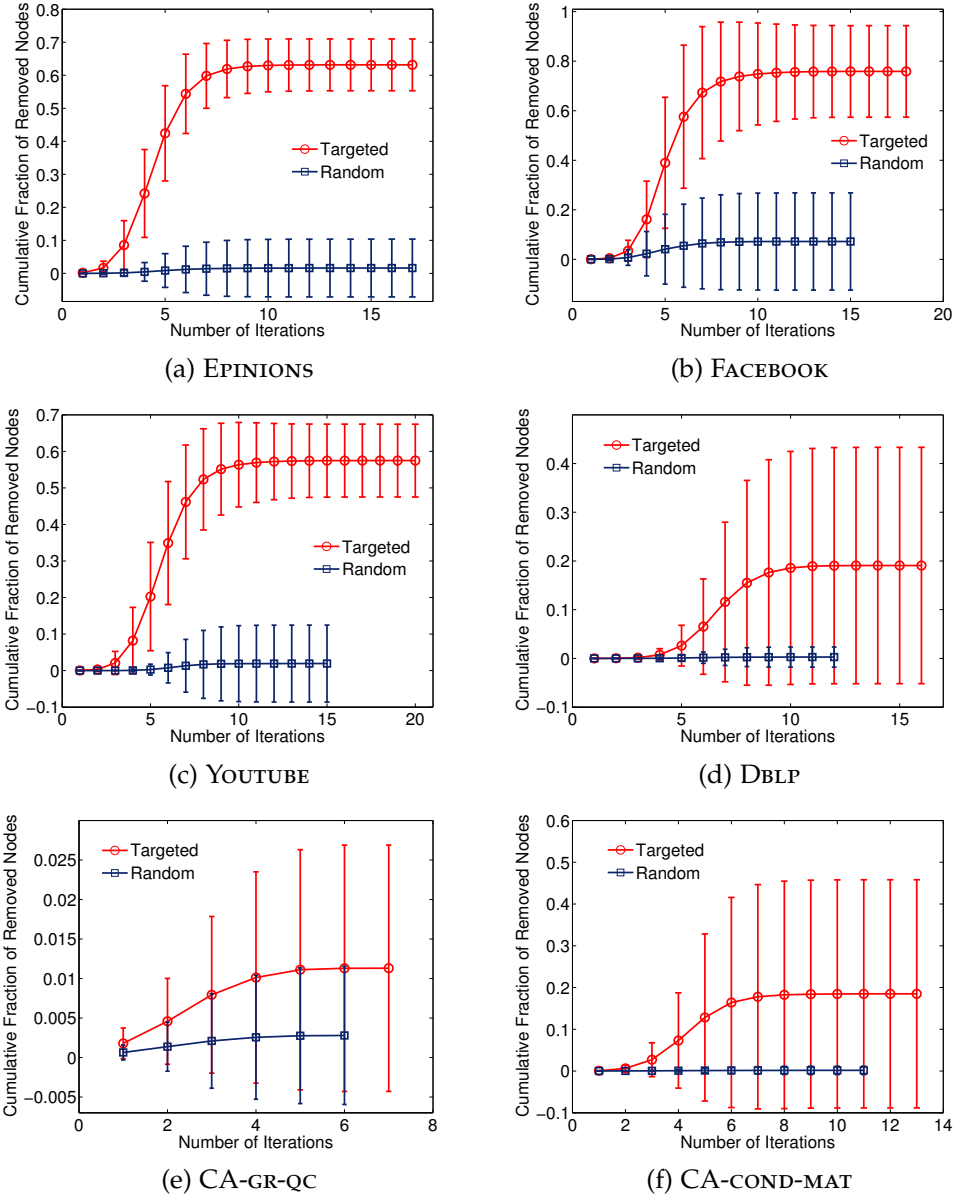 Cumulative Fraction of Removed Nodes
0.8
0.7
0.6
0.5
0.4
0.3
0.2
0.1
0
Targeted
Random
0 5 10 15
Number of Iterations
(a) EPINIONS
Cumulative Fraction of Removed Nodes
1
0.8
0.6
0.4
0.2
0
Targeted
Random
0 5 10 15 20
Number of Iterations
(b) FACEBOOK
Cumulative Fraction of Removed Nodes
0.7
0.6
0.5
0.4
0.3
0.2
0.1
0
−0.1
Targeted
Random
0 5 10 15 20
Number of Iterations
(c) YOUTUBE
Cumulative Fraction of Removed Nodes
0.4
0.3
0.2
0.1
0
−0.1
Targeted
Random
0 5 10 15
Number of Iterations
(d) DBLP
Cumulative Fraction of Removed Nodes
0.025
0.02
0.015
0.01
0.005
0
−0.005
Targeted
Random
0 2 4 6 8
Number of Iterations
(e) CA-GR-QC
Cumulative Fraction of Removed Nodes
0.6
0.5
0.4
0.3
0.2
0.1
0
−0.1
Targeted
Random
0 2 4 6 8 10 12 14
Number of Iterations
(f) CA-COND-MAT